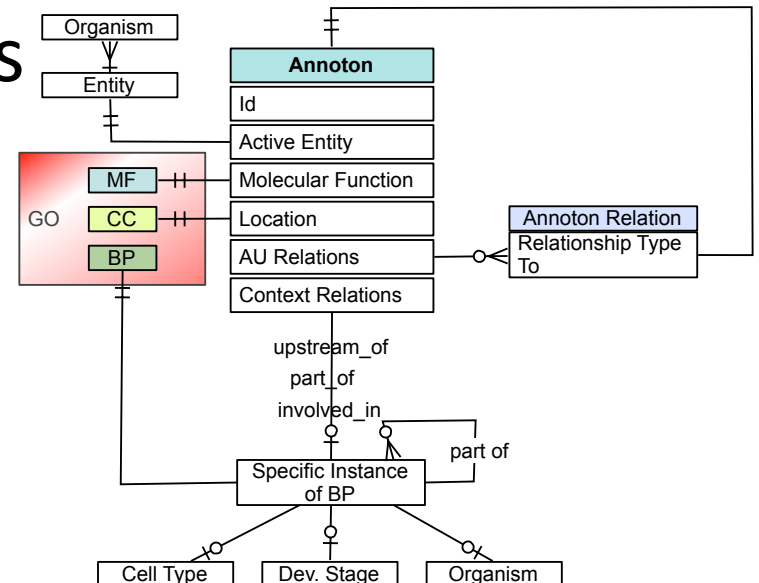 s
Organism
Entity
Annoton
Id
Active Entity
Molecular Function
Location
AU Relations
Context Relations
GO
MF
CC
BP
Annoton Relation
Relationship Type
To
upstream_of
part_of
involved_in
part of
Specific Instance
of BP
Cell Type
Dev. Stage
Organism